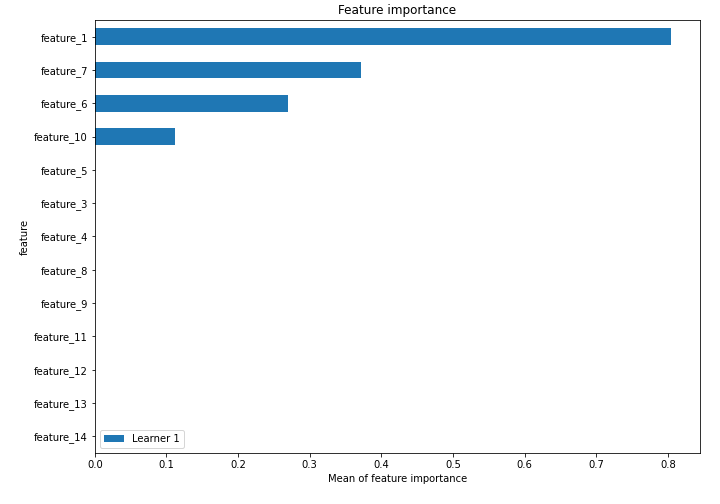 Feature importance
feature_1
feature_7
feature_6
feature_10
feature_5
feature_3
feature_4
feature_8
feature_9
feature_11
feature_12
feature_13
feature_14
feature
Learner 1
0.0 0.1 0.2 0.3 0.4 0.5 0.6 0.7 0.8
Mean of feature importance